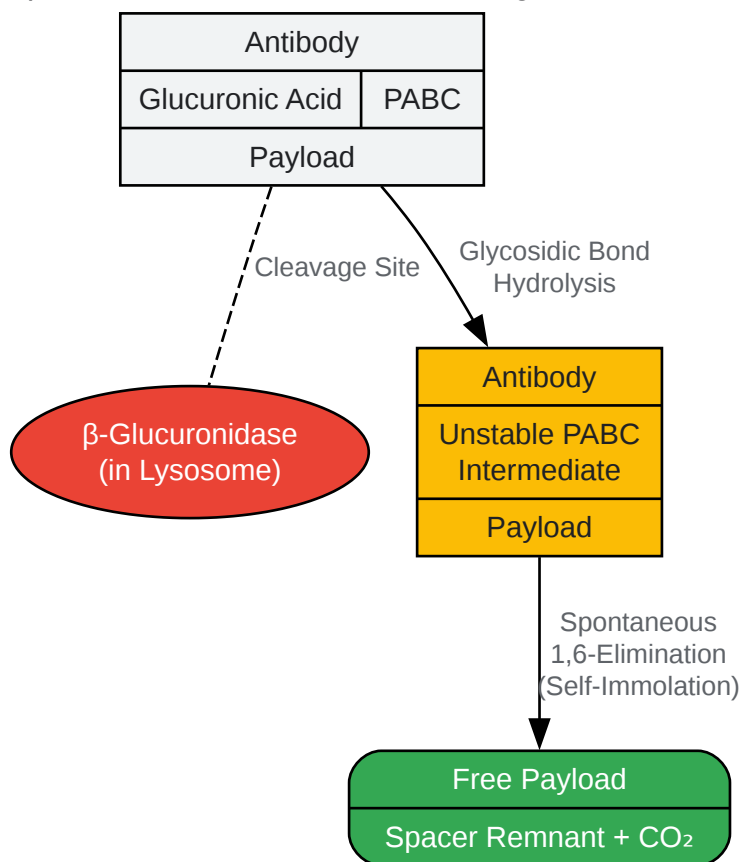 Antibody
Glucuronic Acid
PABC
Payload
Cleavage Site
Glycosidic Bond
Hydrolysis
β-Glucuronidase
(in Lysosome)
Antibody
Unstable PABC
Intermediate
Payload
Spontaneous
1,6-Elimination
(Self-Immolation)
Free Payload
Spacer Remnant + CO₂